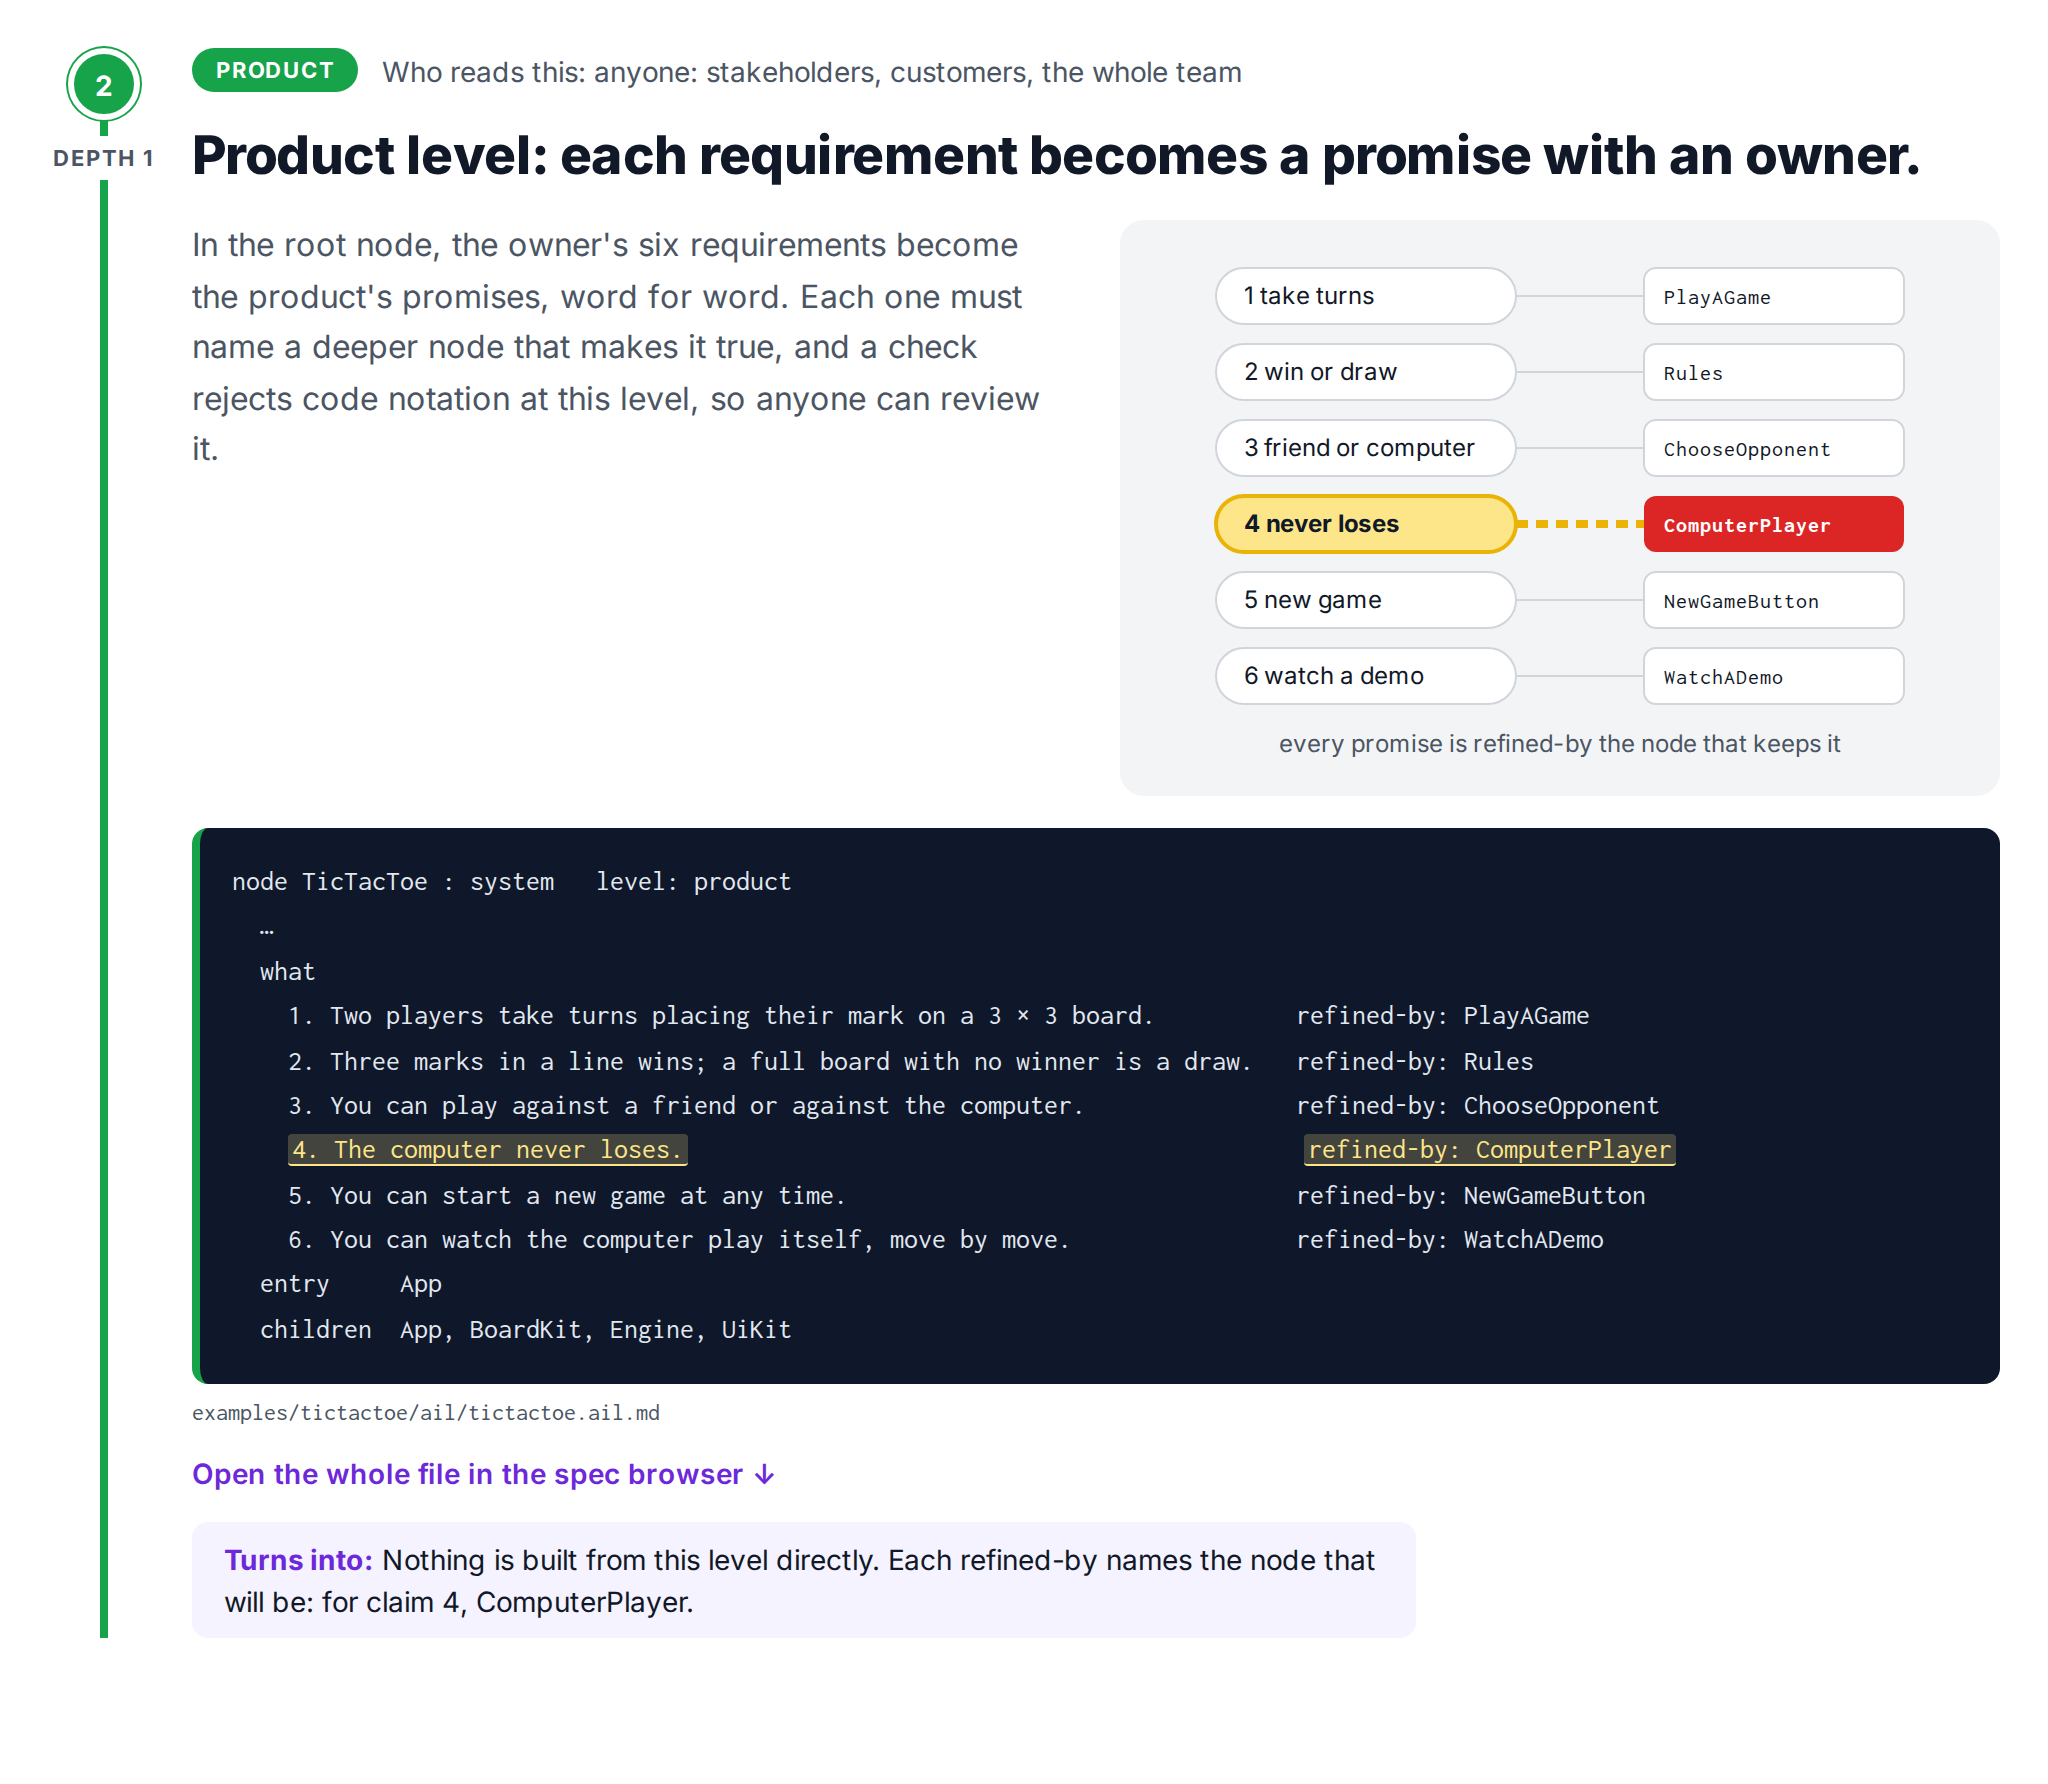 2
DEPTH 1
PRODUCT
Who reads this: anyone: stakeholders, customers, the whole team
Product level: each requirement becomes a promise with an owner.
In the root node, the owner's six requirements become
the product's promises, word for word. Each one must
name a deeper node that makes it true, and a check
rejects code notation at this level, so anyone can review
it.
1 take turns PlayAGame
2 win or draw Rules
3 friend or computer ChooseOpponent
4 never loses ComputerPlayer
5 new game NewGameButton
6 watch a demo WatchADemo
every promise is refined-by the node that keeps it
node TicTacToe : system   level: product
…
what
1. Two players take turns placing their mark on a 3 × 3 board. refined-by: PlayAGame
2. Three marks in a line wins; a full board with no winner is a draw. refined-by: Rules
3. You can play against a friend or against the computer. refined-by: ChooseOpponent
4. The computer never loses. refined-by: ComputerPlayer
5. You can start a new game at any time. refined-by: NewGameButton
6. You can watch the computer play itself, move by move. refined-by: WatchADemo
entry App
children App, BoardKit, Engine, UiKit
examples/tictactoe/ail/tictactoe.ail.md
Open the whole file in the spec browser ↓
Turns into: Nothing is built from this level directly. Each refined-by names the node that
will be: for claim 4, ComputerPlayer.